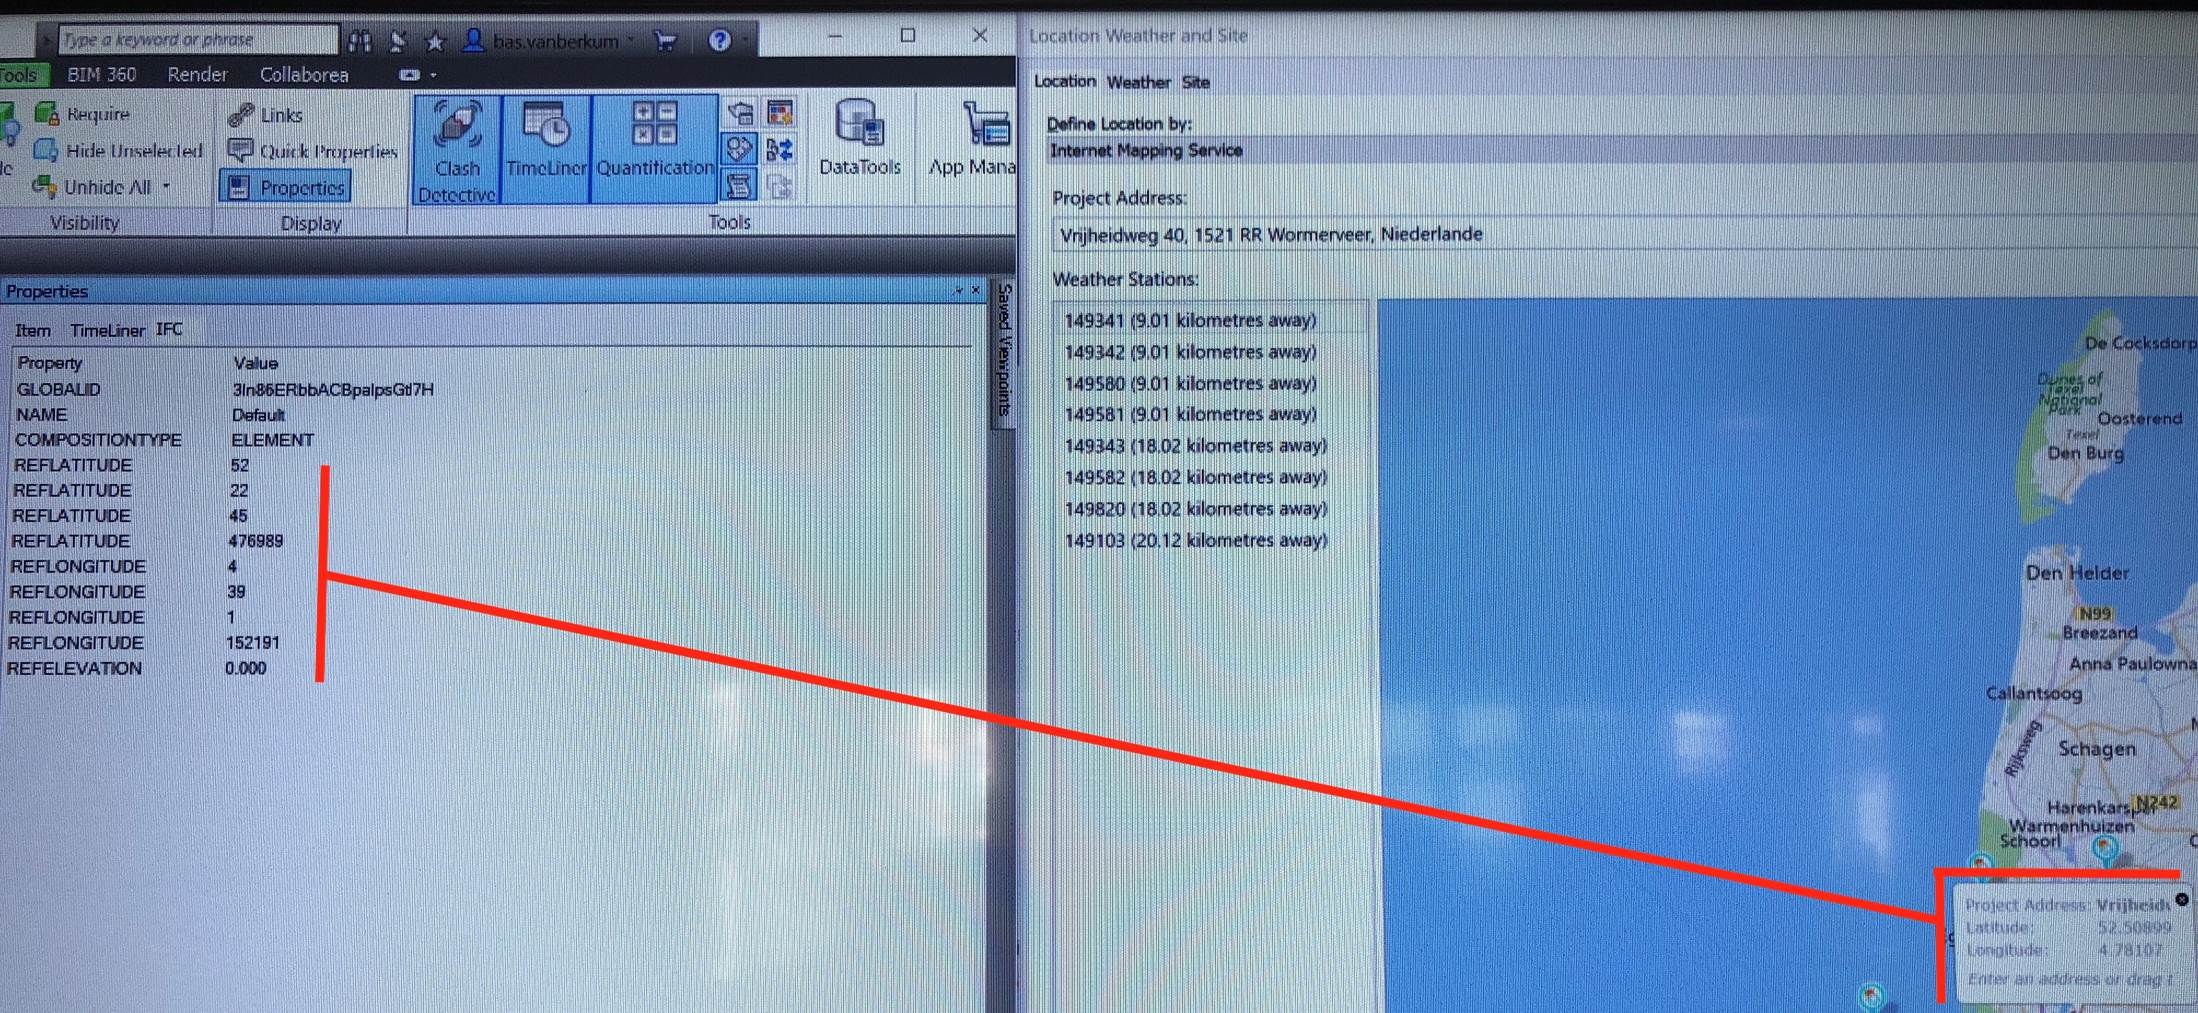 Type a keyword or phrase
bas.vanberkum
Tools
BIM 360
Render
Collaborea
Require
Hide Unselected
Unhide All
Visibility
Links
Quick Properties
Properties
Display
Clash
Detective
TimeLiner
Quantification
DataTools
App Mana
Tools
Properties
Item TimeLiner IFC
Property Value
GLOBALID 3In86ERbbACBpaIpsGtl7H
NAME Default
COMPOSITIONTYPE ELEMENT
REFLATITUDE 52
REFLATITUDE 22
REFLATITUDE 45
REFLATITUDE 476989
REFLONGITUDE 4
REFLONGITUDE 39
REFLONGITUDE 1
REFLONGITUDE 152191
REFELEVATION 0.000
Saved Viewpoints
Location Weather and Site
Location Weather Site
Define Location by:
Internet Mapping Service
Project Address:
Vrijheidweg 40, 1521 RR Wormerveer, Niederlande
Weather Stations:
149341 (9.01 kilometres away)
149342 (9.01 kilometres away)
149580 (9.01 kilometres away)
149581 (9.01 kilometres away)
149343 (18.02 kilometres away)
149582 (18.02 kilometres away)
149820 (18.02 kilometres away)
149103 (20.12 kilometres away)
De Cocksdorp
Dunes of
Texel
National
Park
Oosterend
Texel
Den Burg
Den Helder
N99
Breezand
Anna Paulowna
Callantsoog
Rijksweg
Schagen
Harenkarspel
N242
Warmenhuizen
Schoorl
Project Address: Vrijheidw
Latitude: 52.50899
Longitude: 4.78107
Enter an address or drag t